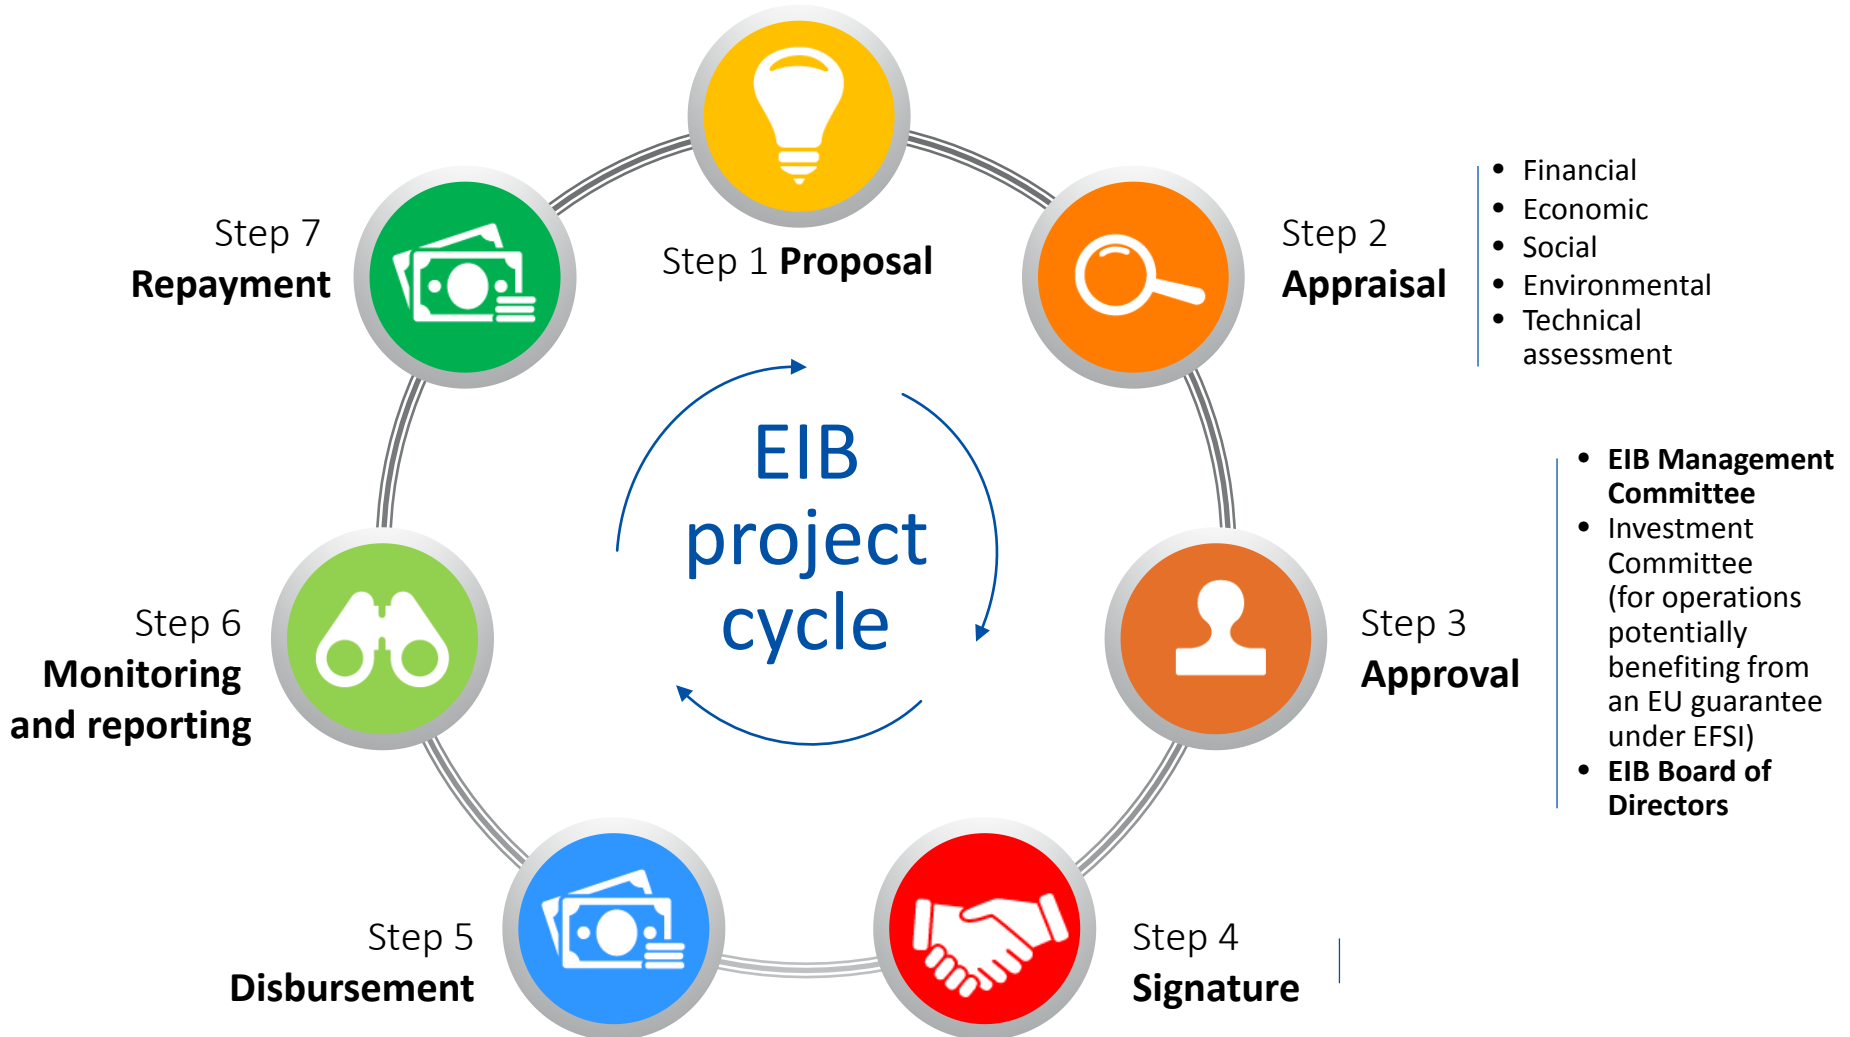 Step 1 Proposal
Step 2
Appraisal
• Financial
• Economic
• Social
• Environmental
• Technical
assessment
Step 3
Approval
• EIB Management
Committee
• Investment
Committee
(for operations
potentially
benefiting from
an EU guarantee
under EFSI)
• EIB Board of
Directors
Step 4
Signature
Step 5
Disbursement
Step 6
Monitoring
and reporting
Step 7
Repayment
EIB
project
cycle